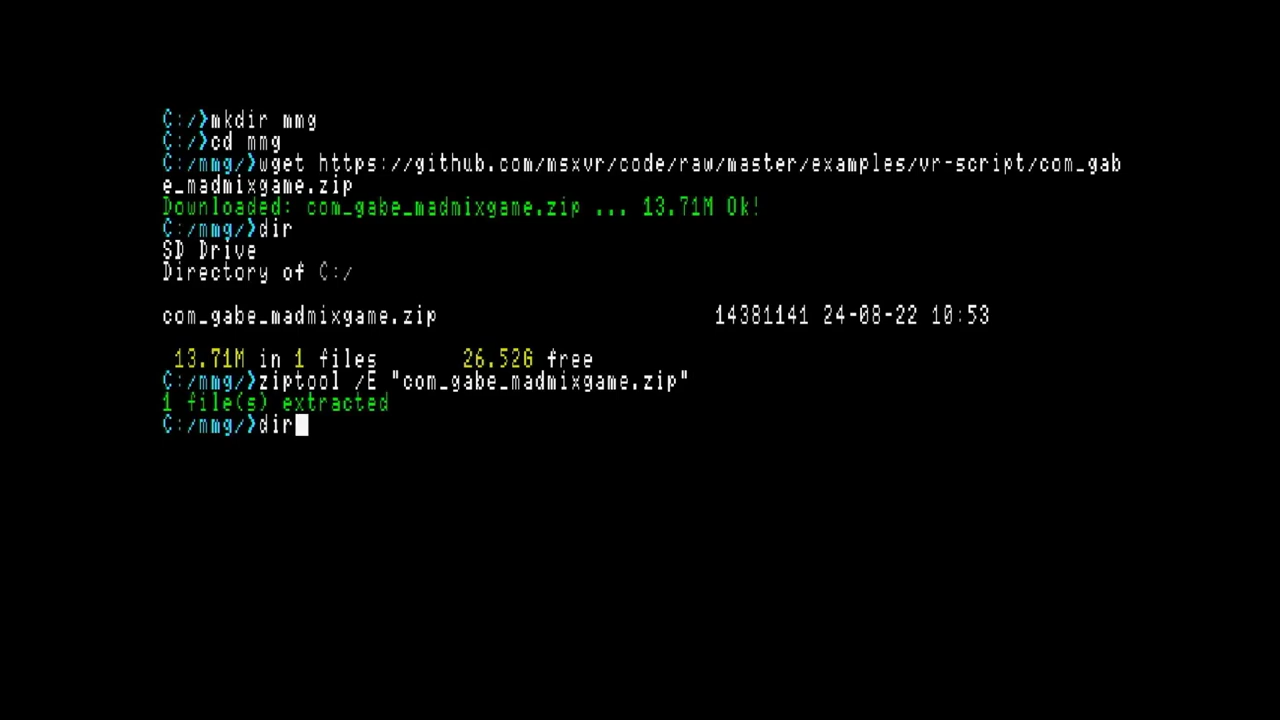 C:/>mkdir mmg
C:/>cd mmg
C:/mmg/>wget https://github.com/msxvr/code/raw/master/examples/vr-script/com_gab
e_madmixgame.zip
Downloaded: com_gabe_madmixgame.zip ... 13.71M Ok!
C:/mmg/>dir
SD Drive
Directory of C:/
com_gabe_madmixgame.zip 14381141 24-08-22 10:53
13.71M in 1 files 26.52G free
C:/mmg/>ziptool /E "com_gabe_madmixgame.zip"
1 file(s) extracted
C:/mmg/>dir